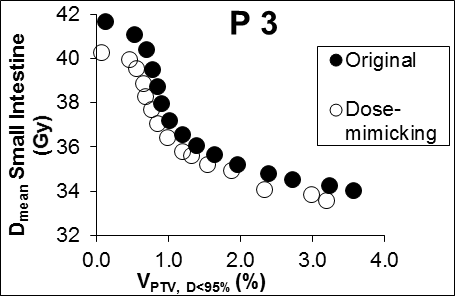 P 3
42
40
38
36
34
32
0.0 1.0 2.0 3.0 4.0
Dmean Small Intestine
(Gy)
VPTV, D<95% (%)
Original
Dose-
mimicking